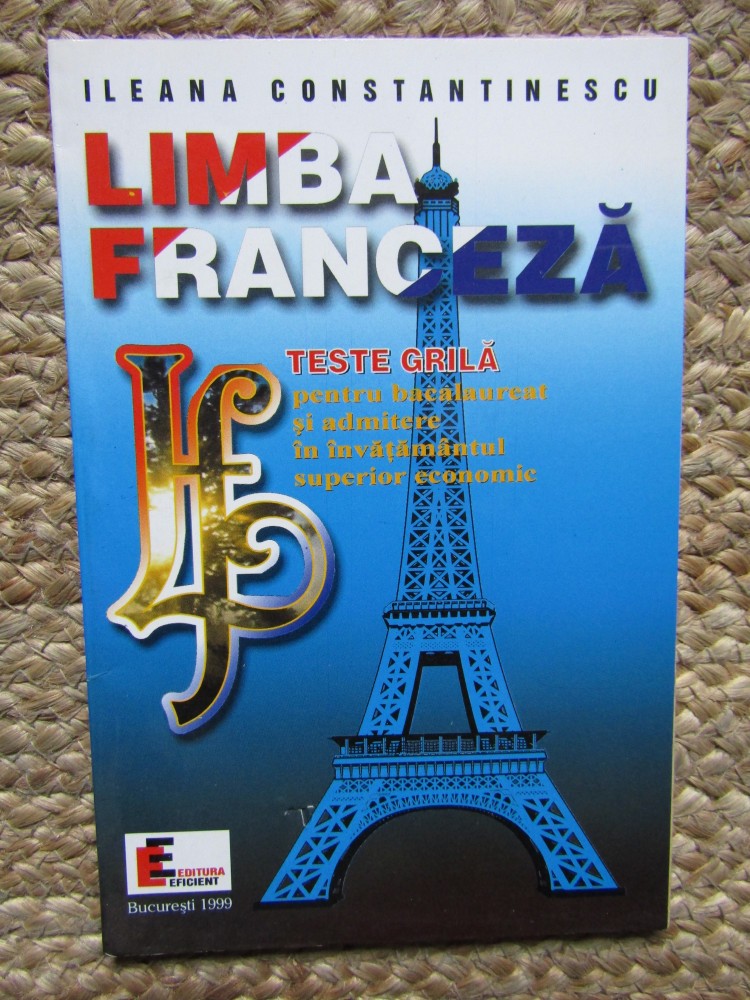 ILEANA CONSTANTINESCU
LIMBA
FRANCEZĂ
TESTE GRILĂ
pentru bacalaureat
și admitere
în învățământul
superior economic
EDITURA
EFICIENT
București 1999